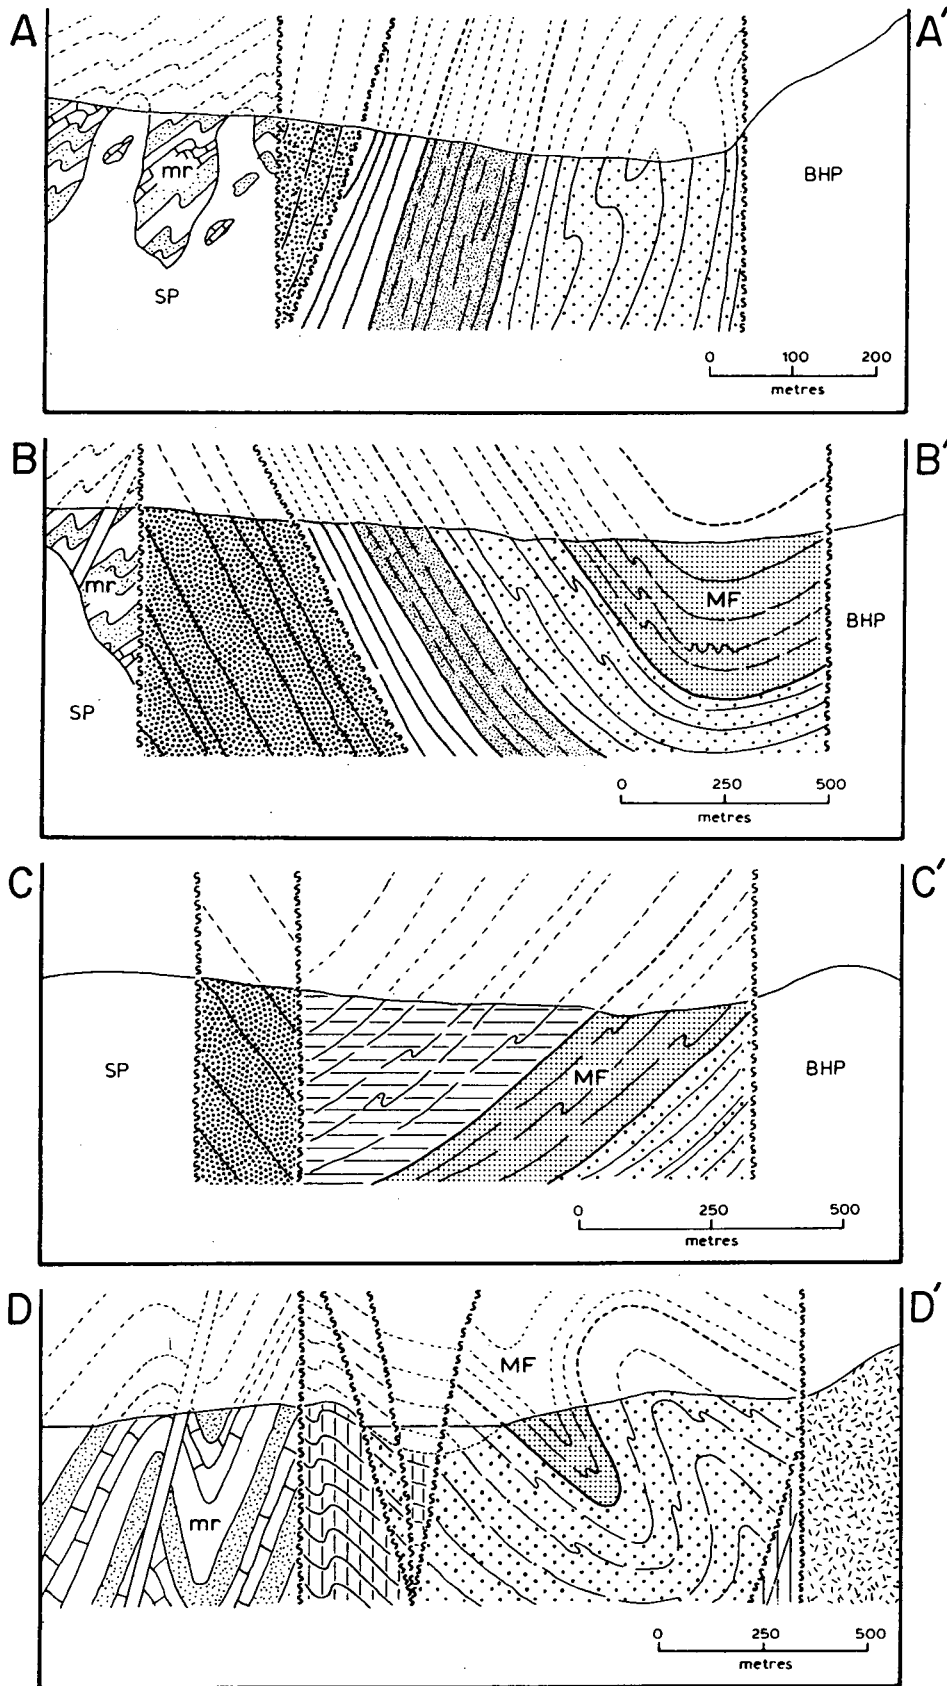 A A′
mr
BHP
SP
0 100 200
metres
B B′
mr
MF
BHP
SP
0 250 500
metres
C C′
SP
MF
BHP
0 250 500
metres
D D′
MF
mr
0 250 500
metres